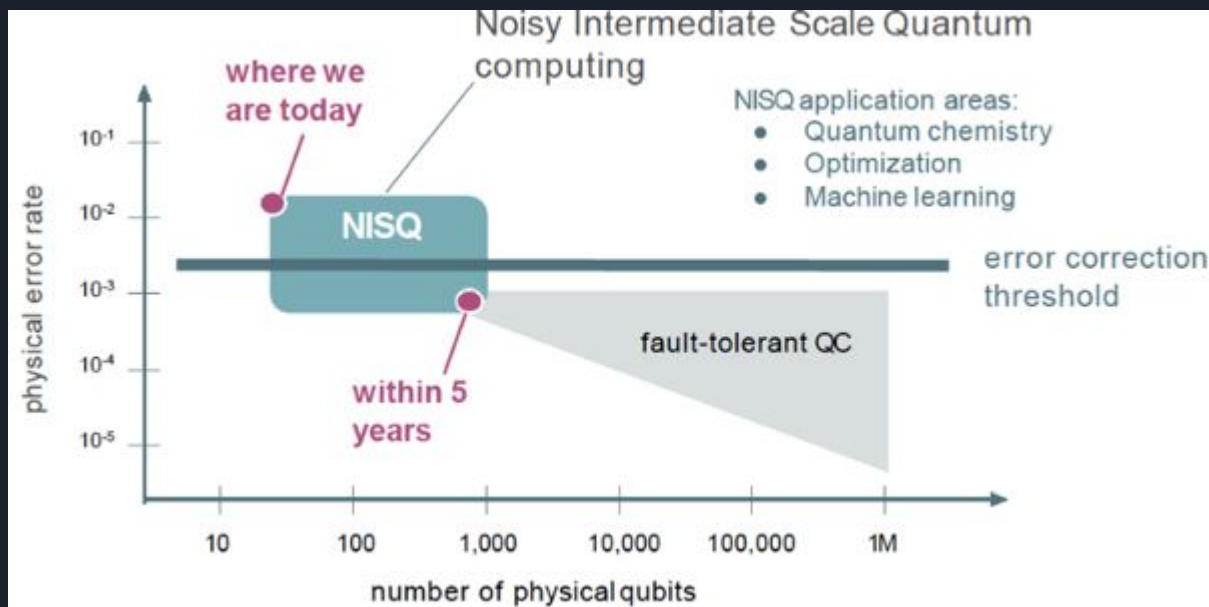 Noisy Intermediate Scale Quantum
computing
where we
are today
NISQ application areas:
● Quantum chemistry
● Optimization
● Machine learning
10⁻¹
10⁻²
10⁻³
10⁻⁴
10⁻⁵
physical error rate
NISQ
error correction
threshold
fault-tolerant QC
within 5
years
10 100 1,000 10,000 100,000 1M
number of physical qubits